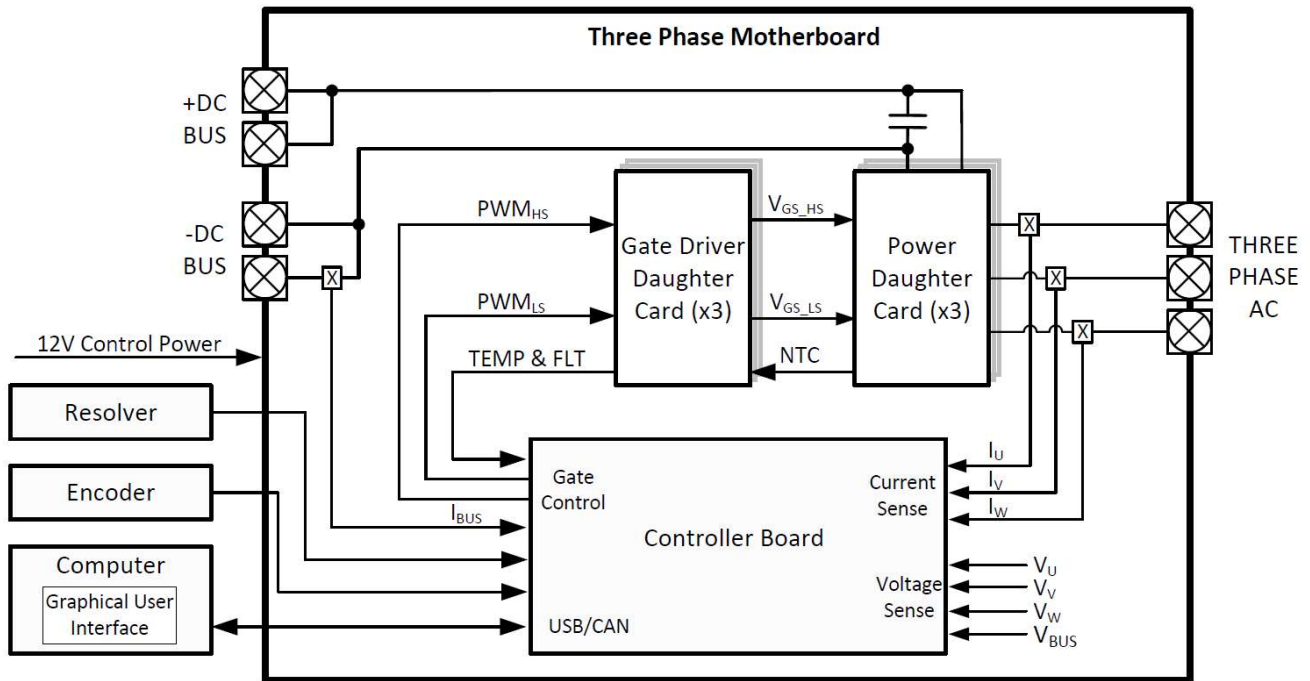 Three Phase Motherboard
+DC
BUS
-DC
BUS
12V Control Power
Resolver
Encoder
Computer
Graphical User
Interface
PWM_HS
PWM_LS
TEMP & FLT
Gate Driver
Daughter
Card (x3)
V_GS_HS
V_GS_LS
NTC
Power
Daughter
Card (x3)
X
X
X
X
THREE
PHASE
AC
Gate
Control
I_BUS
USB/CAN
Controller Board
Current
Sense
I_U
I_V
I_W
Voltage
Sense
V_U
V_V
V_W
V_BUS